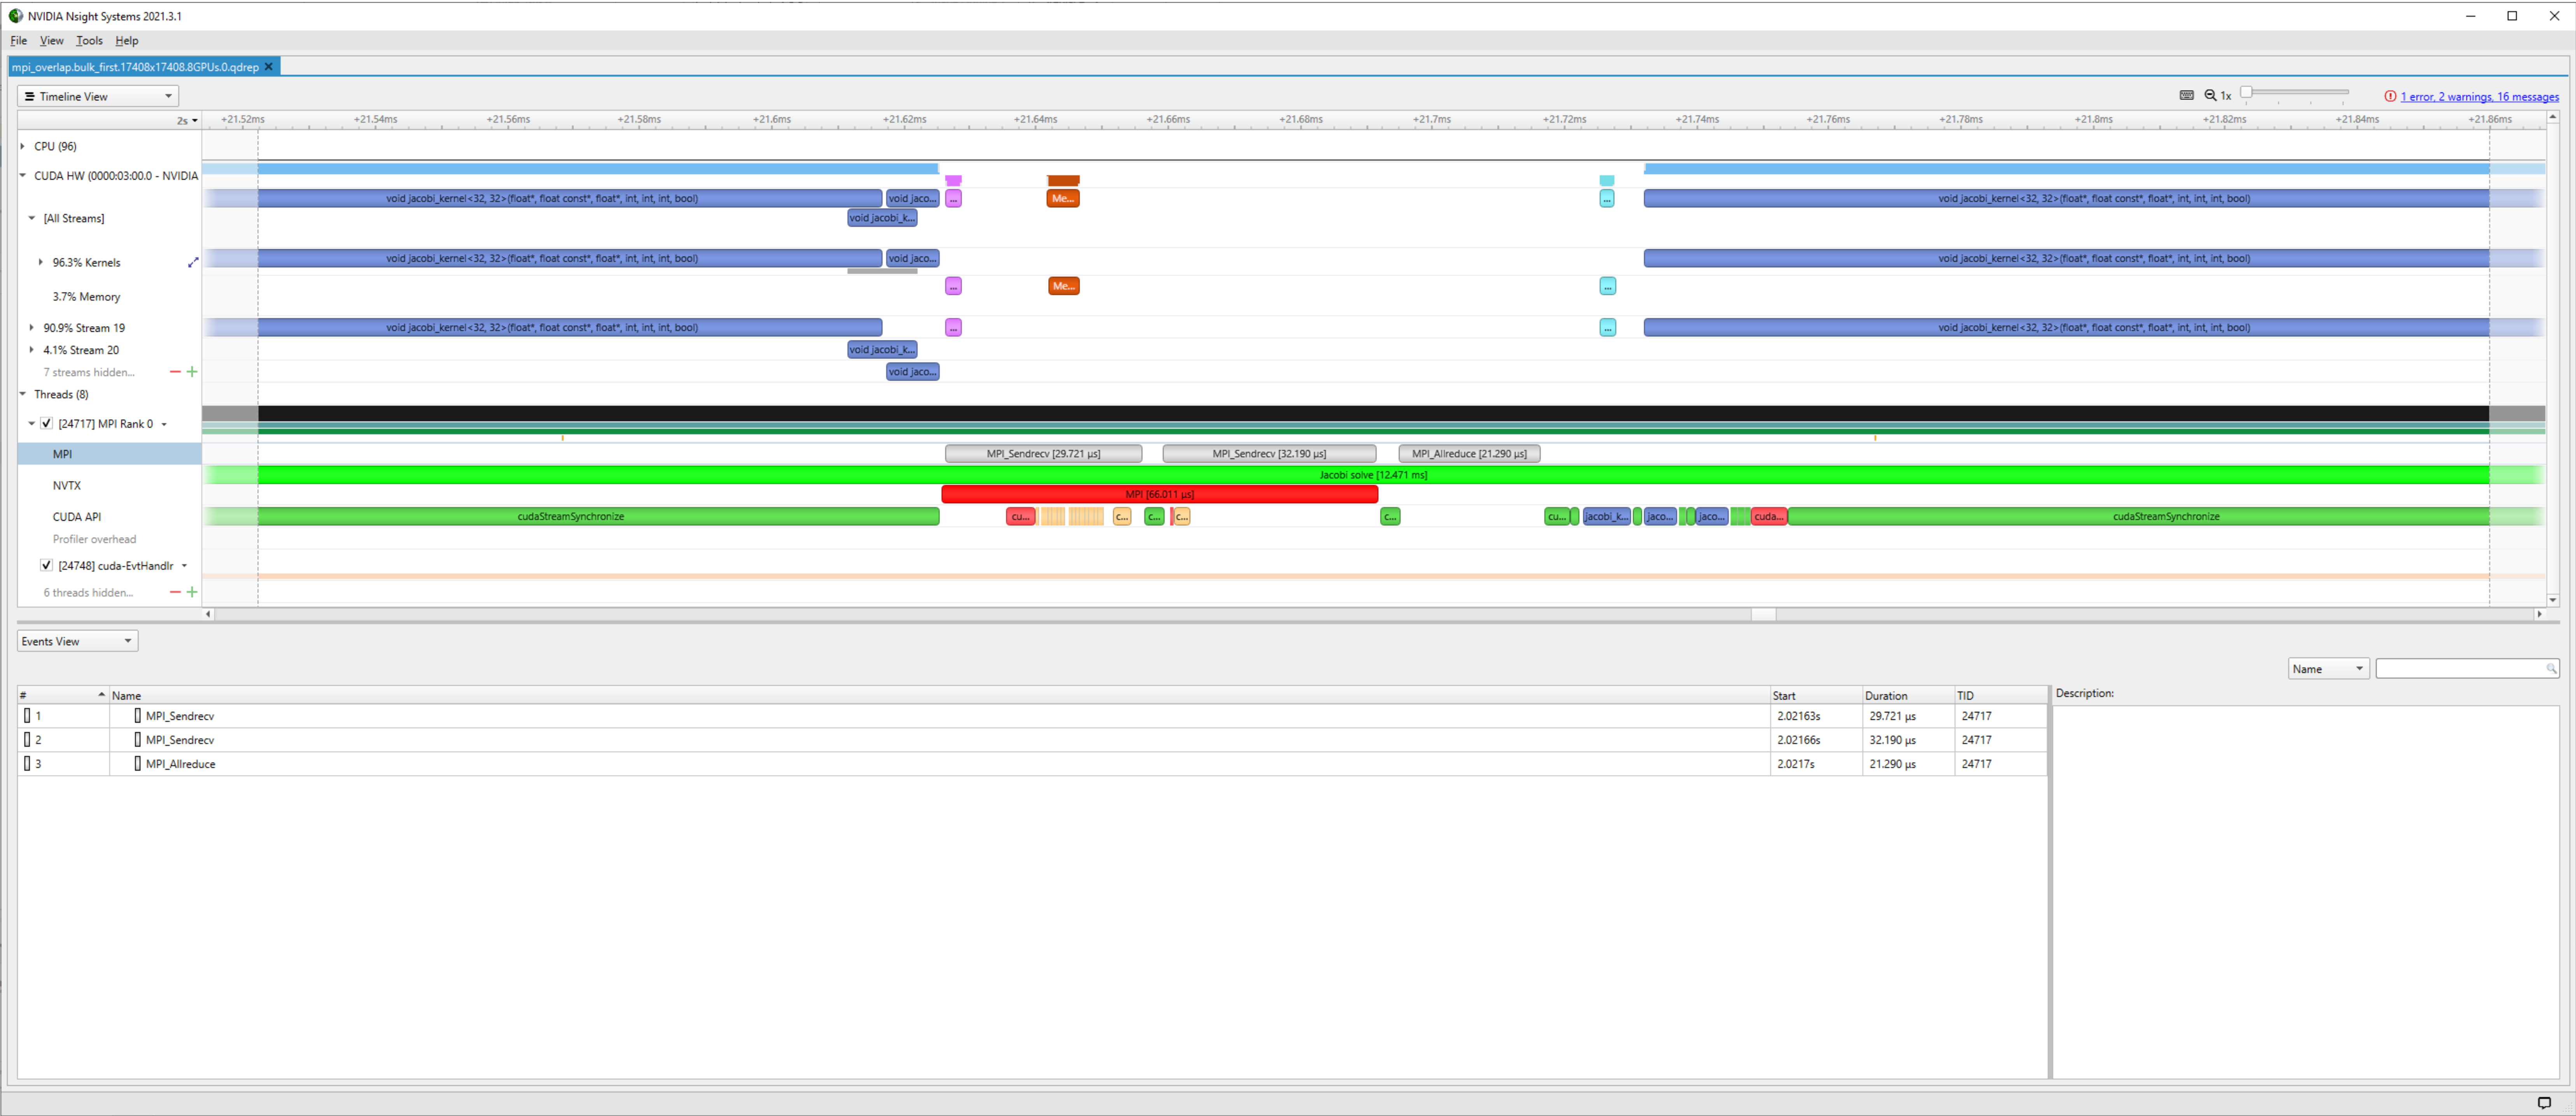 NVIDIA Nsight Systems 2021.3.1
File View Tools Help
mpi_overlap.bulk_first.17408x17408.8GPUs.0.qdrep
Timeline View
1x
1 error, 2 warnings, 16 messages
2s
+21.52ms +21.54ms +21.56ms +21.58ms +21.6ms +21.62ms +21.64ms +21.66ms +21.68ms +21.7ms +21.72ms +21.74ms +21.76ms +21.78ms +21.8ms +21.82ms +21.84ms +21.86ms
CPU (96)
CUDA HW (0000:03:00.0 - NVIDIA
void jacobi_kernel<32, 32>(float*, float const*, float*, int, int, int, bool) void jaco... ... Me... ... void jacobi_kernel<32, 32>(float*, float const*, float*, int, int, int, bool)
[All Streams] void jacobi_k...
96.3% Kernels void jacobi_kernel<32, 32>(float*, float const*, float*, int, int, int, bool) void jaco... void jacobi_kernel<32, 32>(float*, float const*, float*, int, int, int, bool)
3.7% Memory ... Me... ...
90.9% Stream 19 void jacobi_kernel<32, 32>(float*, float const*, float*, int, int, int, bool) ... ... void jacobi_kernel<32, 32>(float*, float const*, float*, int, int, int, bool)
4.1% Stream 20 void jacobi_k...
7 streams hidden... void jaco...
Threads (8)
[24717] MPI Rank 0
MPI MPI_Sendrecv [29.721 µs] MPI_Sendrecv [32.190 µs] MPI_Allreduce [21.290 µs]
Jacobi solve [12.471 ms]
NVTX
MPI [66.011 µs]
CUDA API cudaStreamSynchronize cu... c... c... c... c... cu... jacobi_k... jaco... jaco... cuda... cudaStreamSynchronize
Profiler overhead
[24748] cuda-EvtHandlr
6 threads hidden...
Events View
Name
# Name Start Duration TID Description:
1 MPI_Sendrecv 2.02163s 29.721 µs 24717
2 MPI_Sendrecv 2.02166s 32.190 µs 24717
3 MPI_Allreduce 2.0217s 21.290 µs 24717